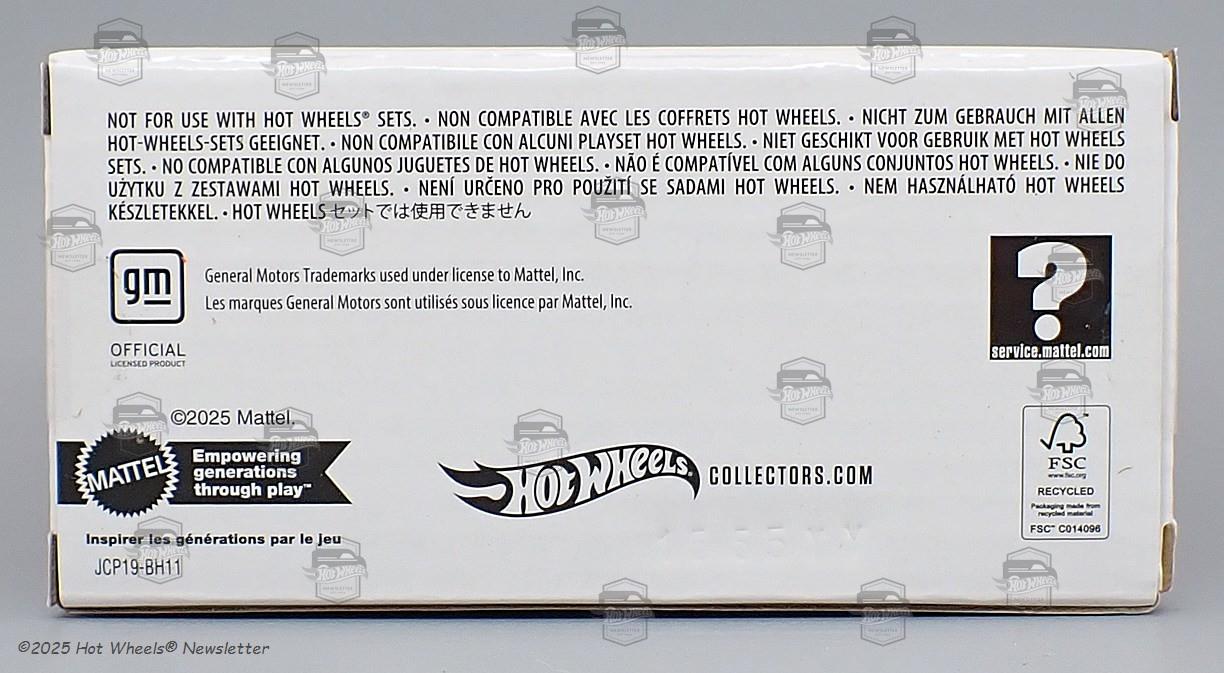 NOT FOR USE WITH HOT WHEELS® SETS. • NON COMPATIBLE AVEC LES COFFRETS HOT WHEELS. • NICHT ZUM GEBRAUCH MIT ALLEN
HOT-WHEELS-SETS GEEIGNET. • NON COMPATIBILE CON ALCUNI PLAYSET HOT WHEELS. • NIET GESCHIKT VOOR GEBRUIK MET HOT WHEELS
SETS. • NO COMPATIBLE CON ALGUNOS JUGUETES DE HOT WHEELS. • NÃO É COMPATÍVEL COM ALGUNS CONJUNTOS HOT WHEELS. • NIE DO
UŻYTKU Z ZESTAWAMI HOT WHEELS. • NENÍ URČENO PRO POUŽITÍ SE SADAMI HOT WHEELS. • NEM HASZNÁLHATÓ HOT WHEELS
KÉSZLETEKKEL. • HOT WHEELS セットでは使用できません
gm
General Motors Trademarks used under license to Mattel, Inc.
Les marques General Motors sont utilisés sous licence par Mattel, Inc.
OFFICIAL
LICENSED PRODUCT
?
service.mattel.com
©2025 Mattel.
MATTEL
Empowering
generations
through play™
Inspirer les générations par le jeu
JCP19-BH11
HOT WHEELS. COLLECTORS.COM
FSC
www.fsc.org
RECYCLED
Packaging made from
recycled material
FSC™ C014096
©2025 Hot Wheels® Newsletter